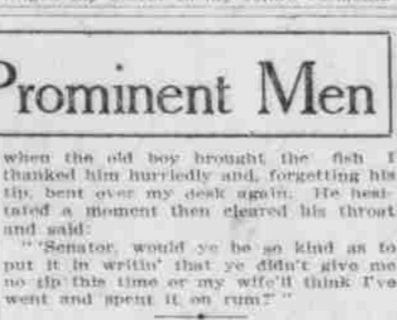 Prominent Men
when the old boy brought the fish I
thanked him hurriedly and, forgetting his
tip, bent over my desk again. He hesi-
tated a moment then cleared his throat
and said:
" 'Senator, would ye be so kind as to
put it in writin' that ye didn't give me
no tip this time or my wife'll think I've
went and spent it on rum?' "